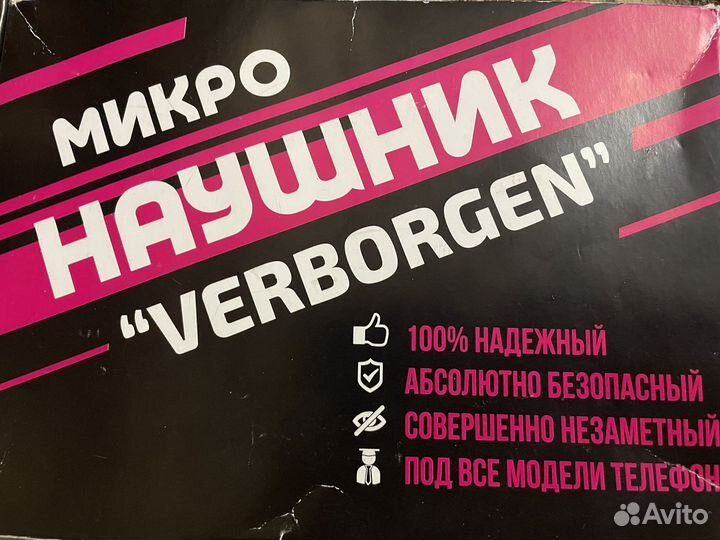 МИКРО
НАУШНИК
“VERBORGEN”
100% НАДЕЖНЫЙ
АБСОЛЮТНО БЕЗОПАСНЫЙ
СОВЕРШЕННО НЕЗАМЕТНЫЙ
ПОД ВСЕ МОДЕЛИ ТЕЛЕФОН
Avito